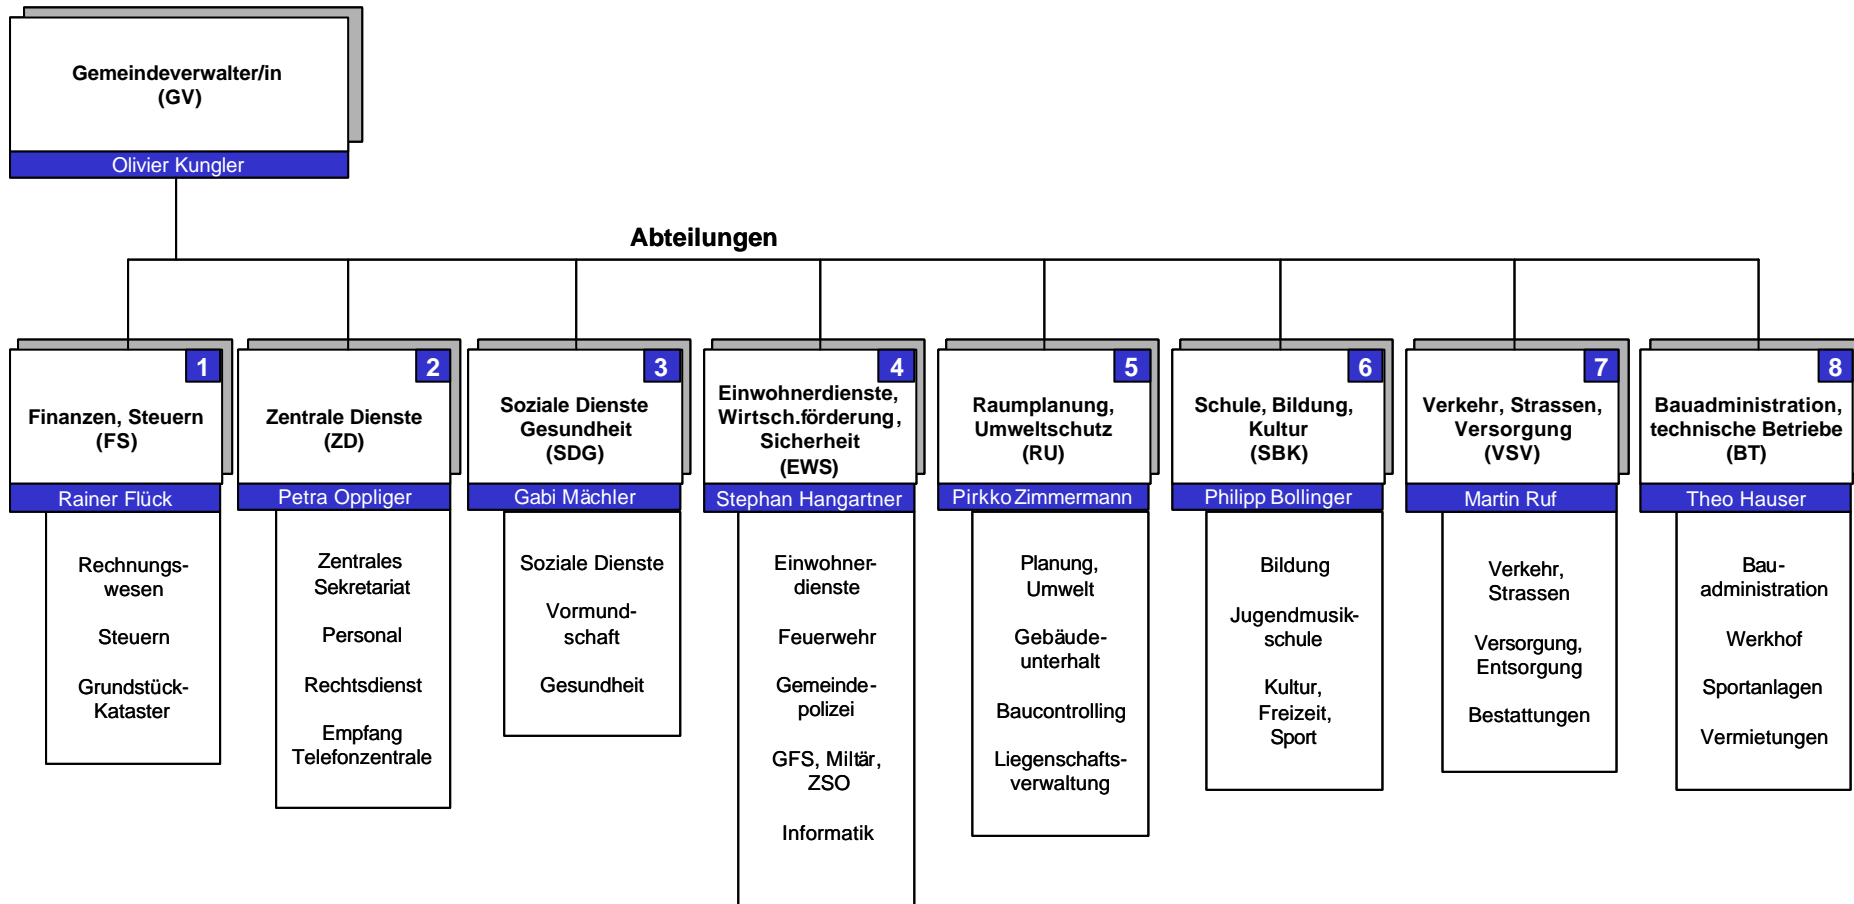 Gemeindeverwalter/in
(GV)
Olivier Kungler
Abteilungen
1
Finanzen, Steuern
(FS)
Rainer Flück
Rechnungs-
wesen
Steuern
Grundstück-
Kataster
2
Zentrale Dienste
(ZD)
Petra Oppliger
Zentrales
Sekretariat
Personal
Rechtsdienst
Empfang
Telefonzentrale
3
Soziale Dienste
Gesundheit
(SDG)
Gabi Mächler
Soziale Dienste
Vormund-
schaft
Gesundheit
4
Einwohnerdienste,
Wirtsch.förderung,
Sicherheit
(EWS)
Stephan Hangartner
Einwohner-
dienste
Feuerwehr
Gemeinde-
polizei
GFS, Miltär,
ZSO
Informatik
5
Raumplanung,
Umweltschutz
(RU)
Pirkko Zimmermann
Planung,
Umwelt
Gebäude-
unterhalt
Baucontrolling
Liegenschafts-
verwaltung
6
Schule, Bildung,
Kultur
(SBK)
Philipp Bollinger
Bildung
Jugendmusik-
schule
Kultur,
Freizeit,
Sport
7
Verkehr, Strassen,
Versorgung
(VSV)
Martin Ruf
Verkehr,
Strassen
Versorgung,
Entsorgung
Bestattungen
8
Bauadministration,
technische Betriebe
(BT)
Theo Hauser
Bau-
administration
Werkhof
Sportanlagen
Vermietungen